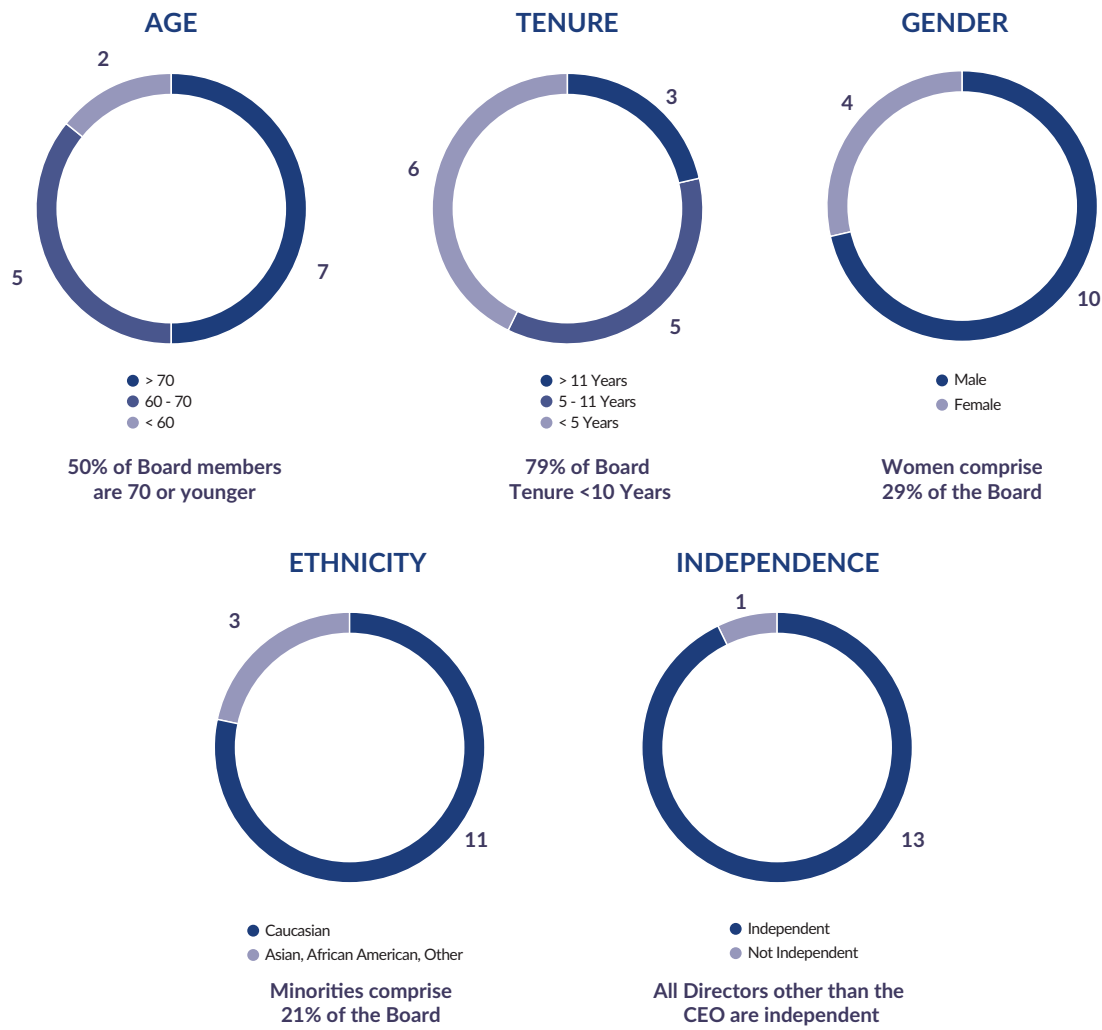 AGE
2
5
7
> 70
60 - 70
< 60
50% of Board members
are 70 or younger
TENURE
3
6
5
> 11 Years
5 - 11 Years
< 5 Years
79% of Board
Tenure <10 Years
GENDER
4
10
Male
Female
Women comprise
29% of the Board
ETHNICITY
3
11
Caucasian
Asian, African American, Other
Minorities comprise
21% of the Board
INDEPENDENCE
1
13
Independent
Not Independent
All Directors other than the
CEO are independent